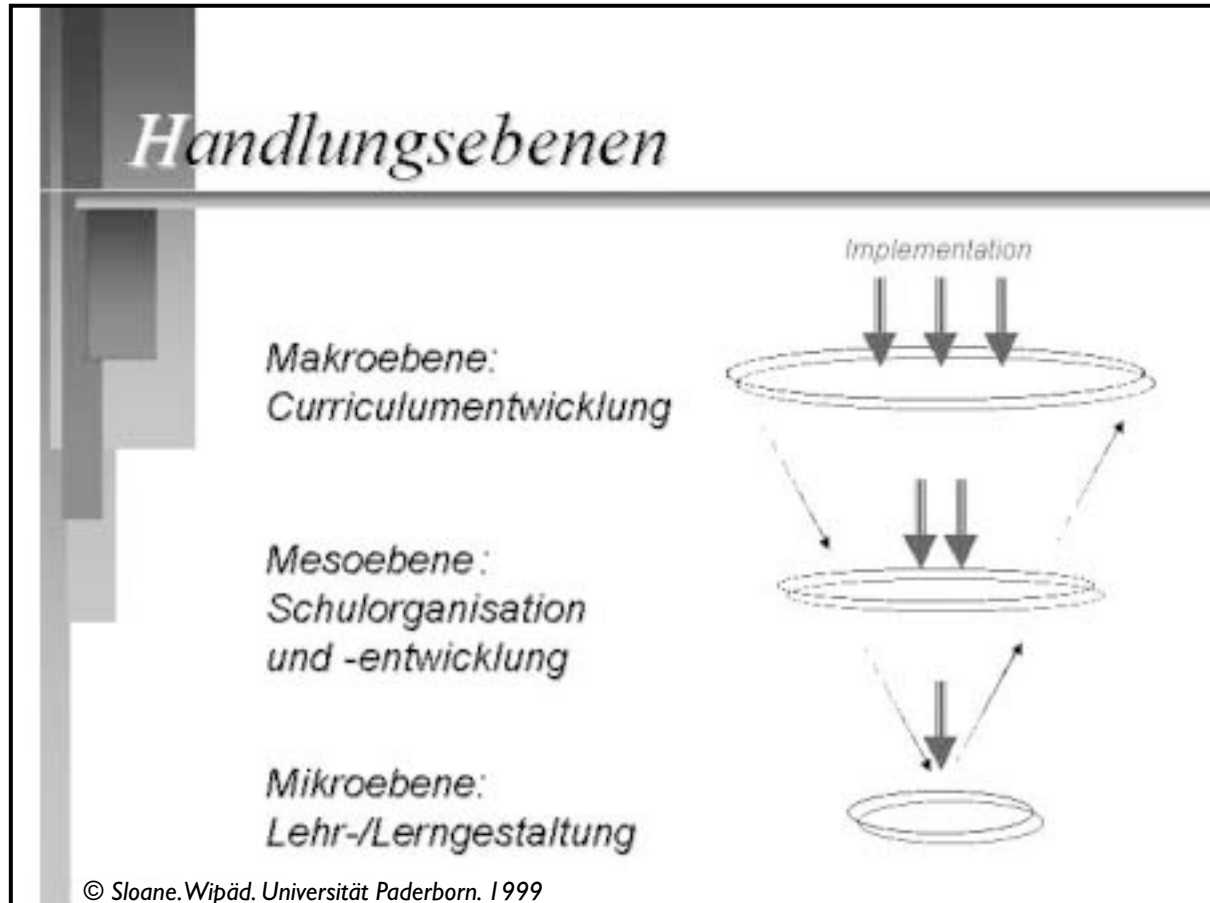 Handlungsebenen
Implementation
Makroebene:
Curriculumentwicklung
Mesoebene:
Schulorganisation
und -entwicklung
Mikroebene:
Lehr-/Lerngestaltung
© Sloane.Wipäd. Universität Paderborn. 1999